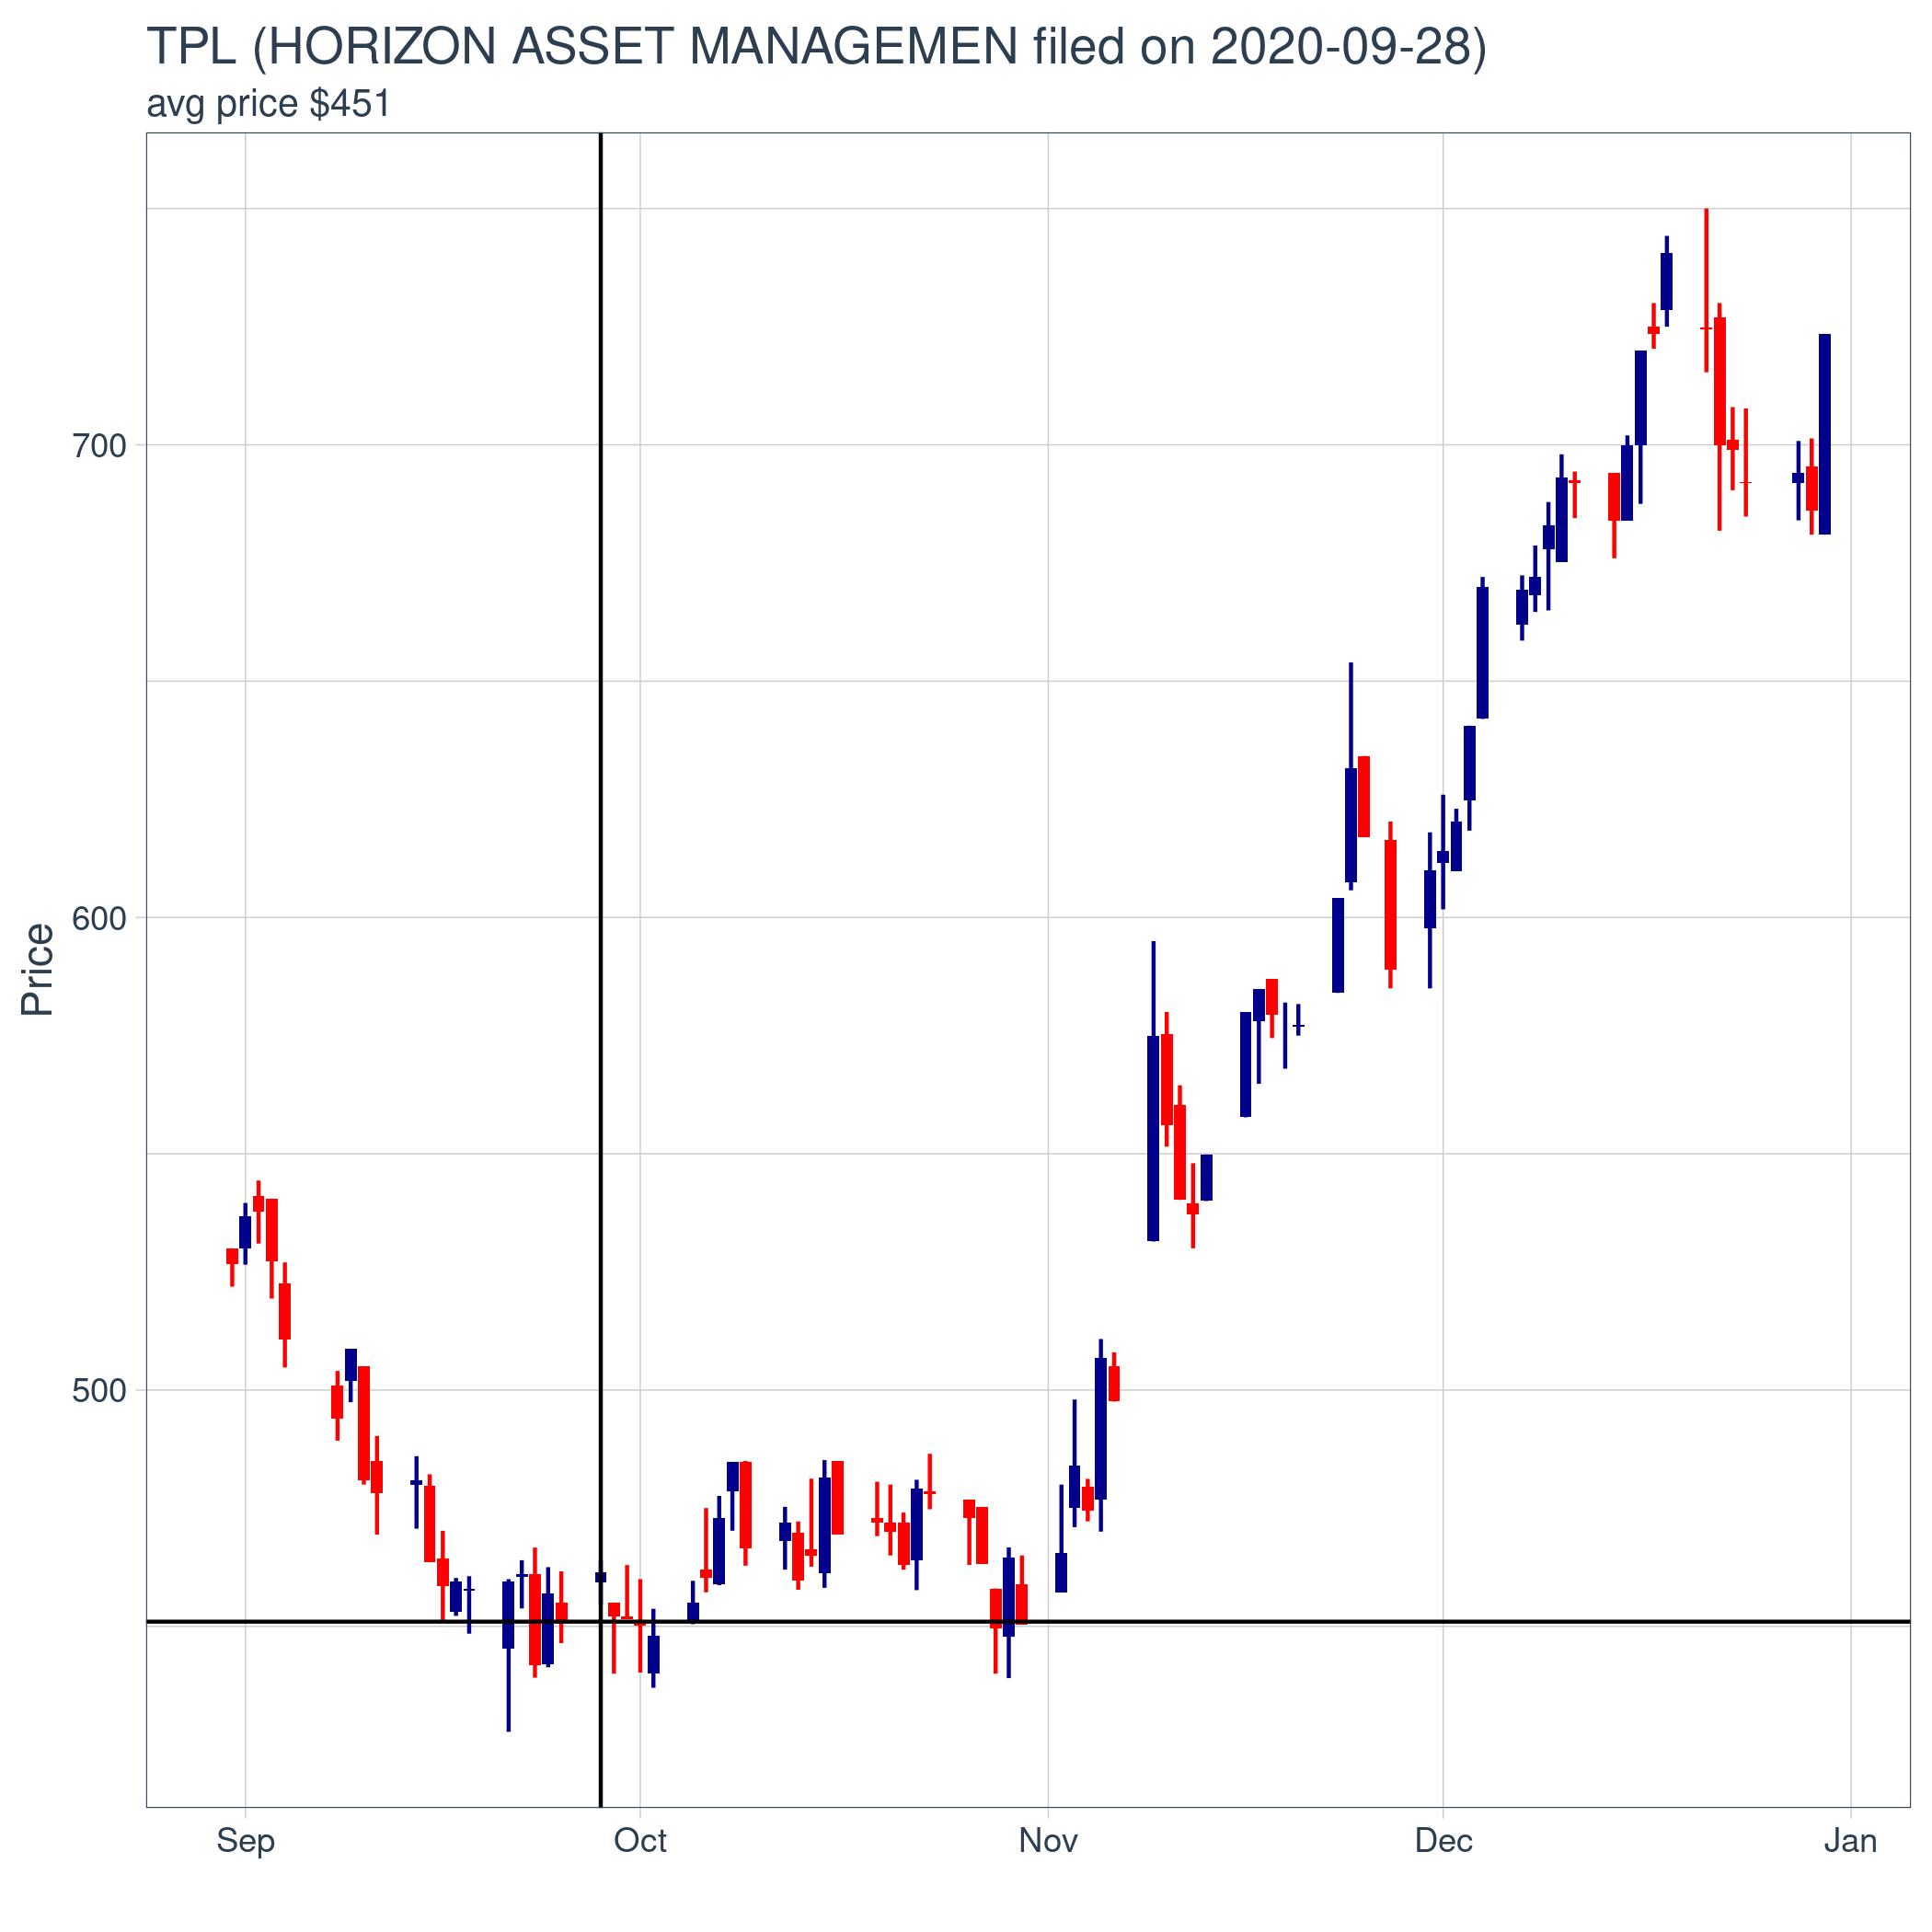 TPL (HORIZON ASSET MANAGEMEN filed on 2020-09-28)
avg price $451
700
600
500
Price
Sep Oct Nov Dec Jan